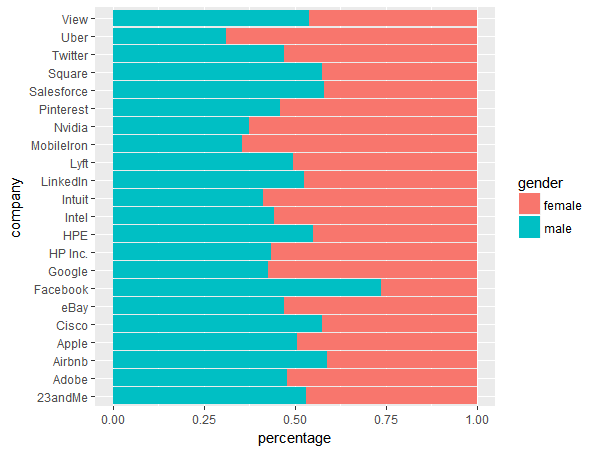 View
Uber
Twitter
Square
Salesforce
Pinterest
Nvidia
MobileIron
Lyft
LinkedIn
Intuit
Intel
HPE
HP Inc.
Google
Facebook
eBay
Cisco
Apple
Airbnb
Adobe
23andMe
company
0.00 0.25 0.50 0.75 1.00
percentage
gender
female
male